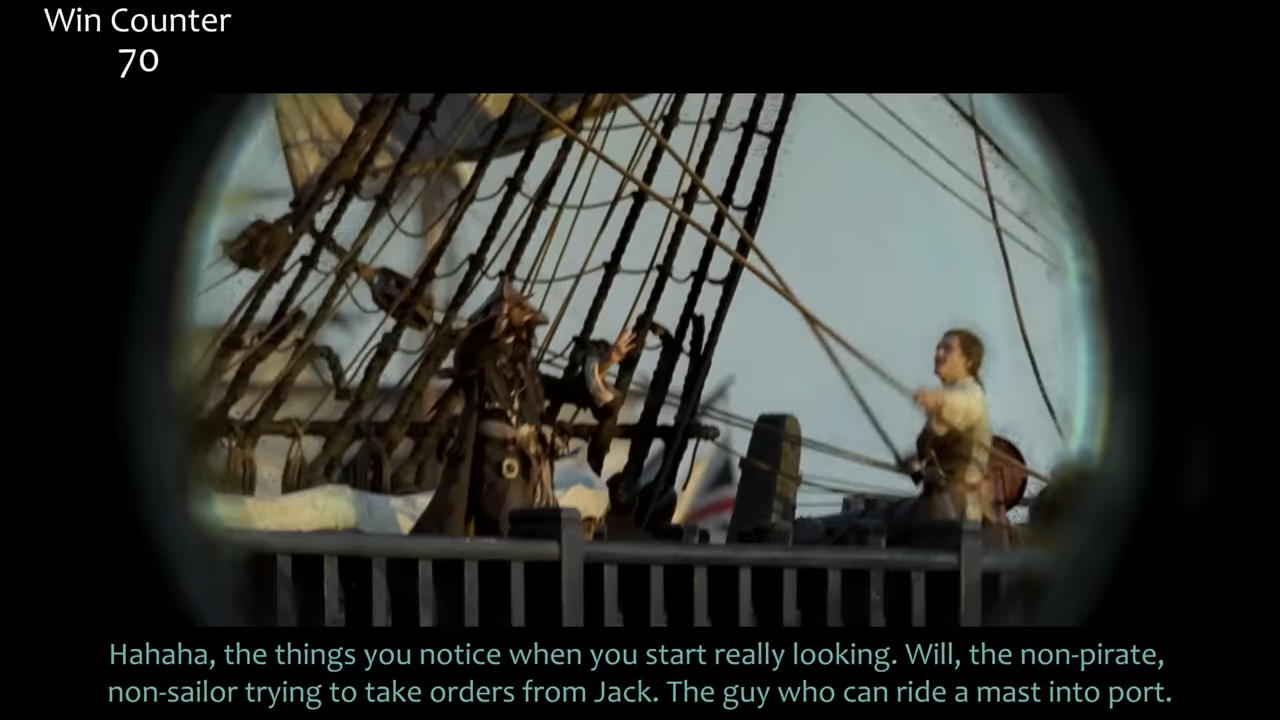 Win Counter
70
Hahaha, the things you notice when you start really looking. Will, the non-pirate,
non-sailor trying to take orders from Jack. The guy who can ride a mast into port.